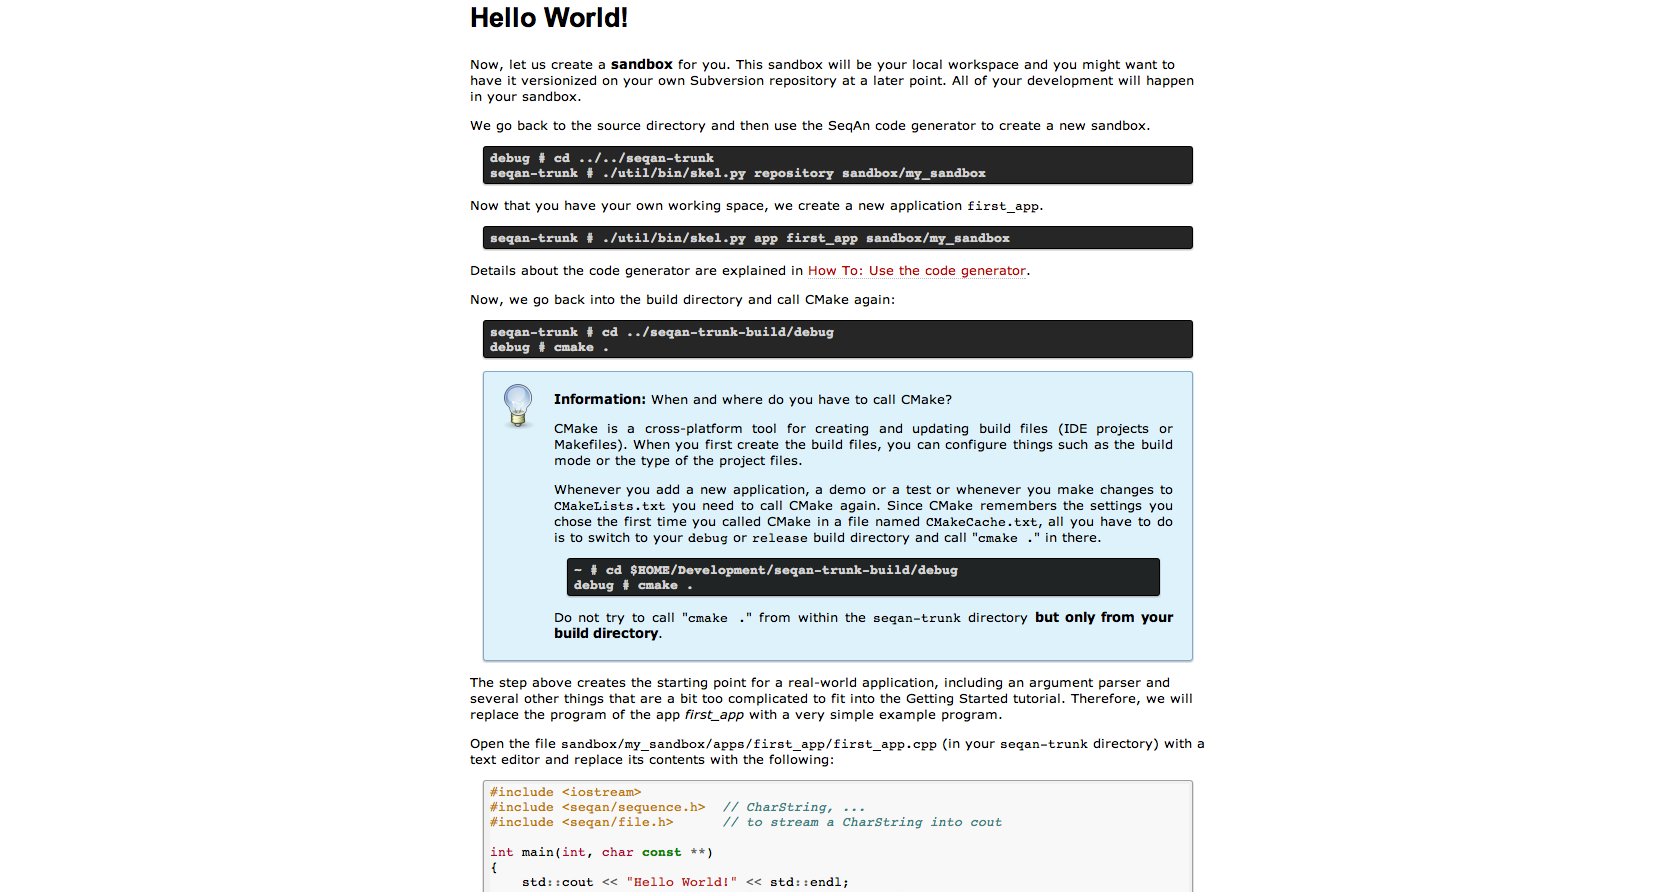 Hello World!
Now, let us create a sandbox for you. This sandbox will be your local workspace and you might want to
have it versionized on your own Subversion repository at a later point. All of your development will happen
in your sandbox.
We go back to the source directory and then use the SeqAn code generator to create a new sandbox.
debug # cd ../../seqan-trunk
seqan-trunk # ./util/bin/skel.py repository sandbox/my_sandbox
Now that you have your own working space, we create a new application first_app.
seqan-trunk # ./util/bin/skel.py app first_app sandbox/my_sandbox
Details about the code generator are explained in How To: Use the code generator.
Now, we go back into the build directory and call CMake again:
seqan-trunk # cd ../seqan-trunk-build/debug
debug # cmake .
Information: When and where do you have to call CMake?
CMake is a cross-platform tool for creating and updating build files (IDE projects or
Makefiles). When you first create the build files, you can configure things such as the build
mode or the type of the project files.
Whenever you add a new application, a demo or a test or whenever you make changes to
CMakeLists.txt you need to call CMake again. Since CMake remembers the settings you
chose the first time you called CMake in a file named CMakeCache.txt, all you have to do
is to switch to your debug or release build directory and call "cmake ." in there.
~ # cd $HOME/Development/seqan-trunk-build/debug
debug # cmake .
Do not try to call "cmake ." from within the seqan-trunk directory but only from your
build directory.
The step above creates the starting point for a real-world application, including an argument parser and
several other things that are a bit too complicated to fit into the Getting Started tutorial. Therefore, we will
replace the program of the app first_app with a very simple example program.
Open the file sandbox/my_sandbox/apps/first_app/first_app.cpp (in your seqan-trunk directory) with a
text editor and replace its contents with the following:
#include <iostream>
#include <seqan/sequence.h>  // CharString, ...
#include <seqan/file.h>      // to stream a CharString into cout
int main(int, char const **)
{
    std::cout << "Hello World!" << std::endl;